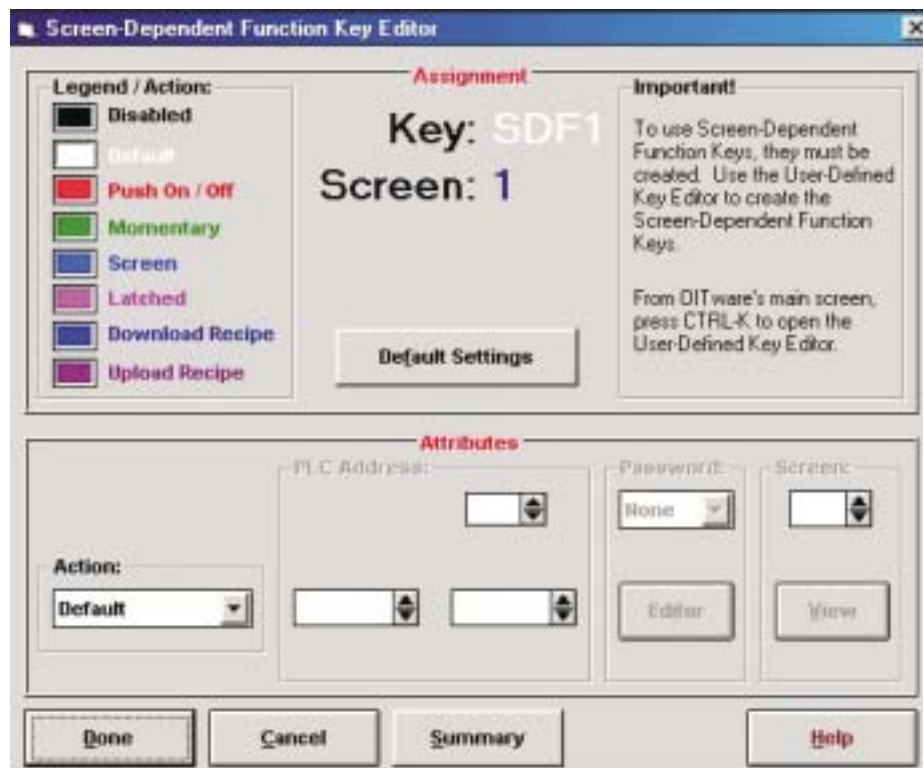 Screen-Dependent Function Key Editor
Assignment
Legend / Action:
Disabled
Default
Push On / Off
Momentary
Screen
Latched
Download Recipe
Upload Recipe
Key: SDF1
Screen: 1
Default Settings
Important!
To use Screen-Dependent
Function Keys, they must be
created. Use the User-Defined
Key Editor to create the
Screen-Dependent Function
Keys.
From OITware's main screen,
press CTRL-K to open the
User-Defined Key Editor.
Attributes
Action:
Default
PLC Address:
Password:
None
Editor
Screen:
View
Done
Cancel
Summary
Help